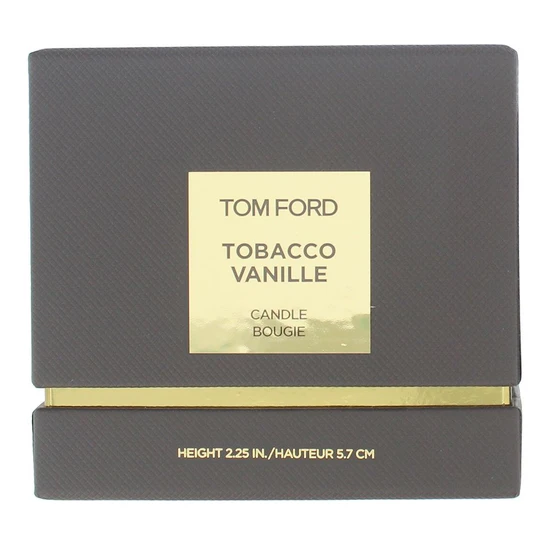 TOM FORD
TOBACCO
VANILLE
CANDLE
BOUGIE
HEIGHT 2.25 IN./HAUTEUR 5.7 CM